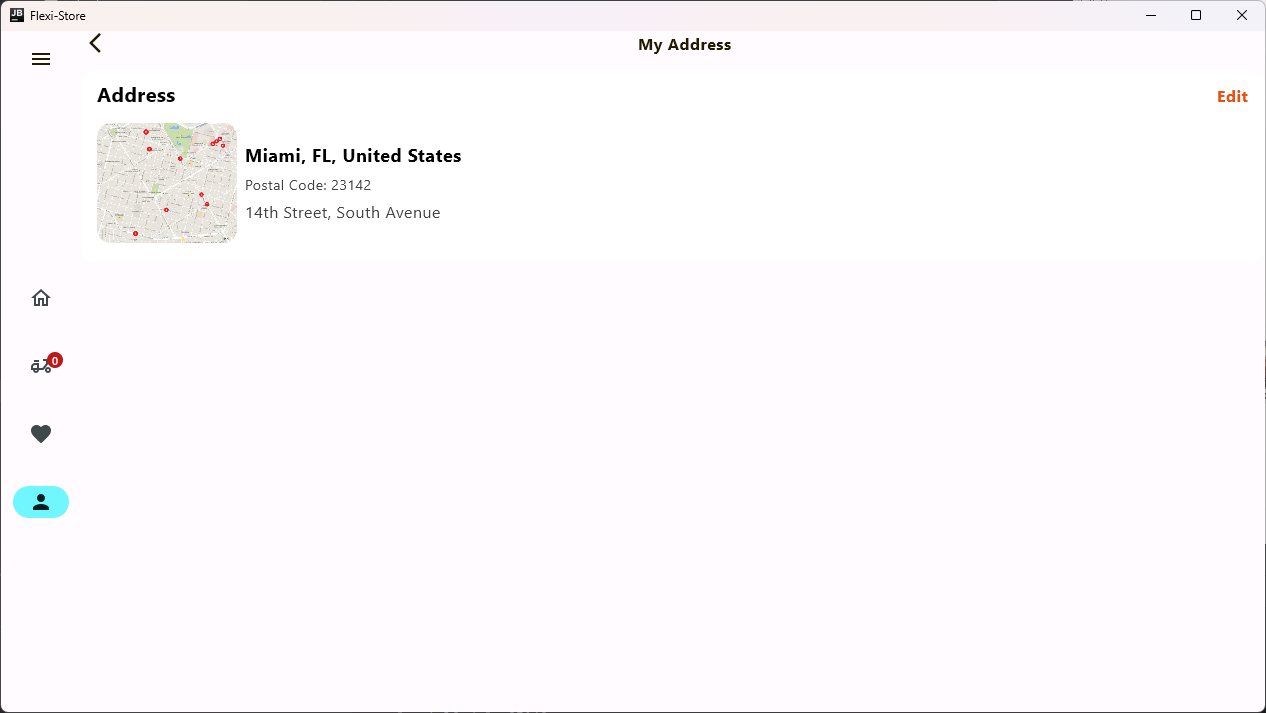 JB
Flexi-Store
My Address
Address
Edit
Miami, FL, United States
Postal Code: 23142
14th Street, South Avenue
0